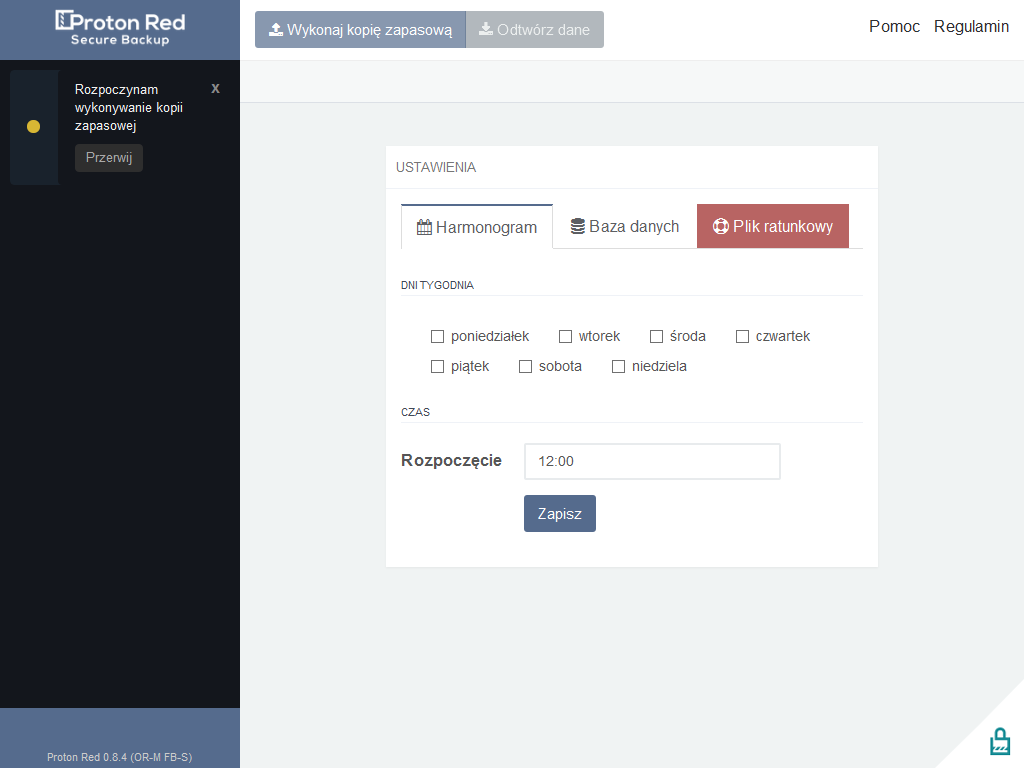 Proton Red
Secure Backup
Wykonaj kopię zapasową
Odtwórz dane
Pomoc
Regulamin
Rozpoczynam
wykonywanie kopii
zapasowej
x
Przerwij
USTAWIENIA
Harmonogram
Baza danych
Plik ratunkowy
DNI TYGODNIA
poniedziałek
wtorek
środa
czwartek
piątek
sobota
niedziela
CZAS
Rozpoczęcie
12:00
Zapisz
Proton Red 0.8.4 (OR-M FB-S)